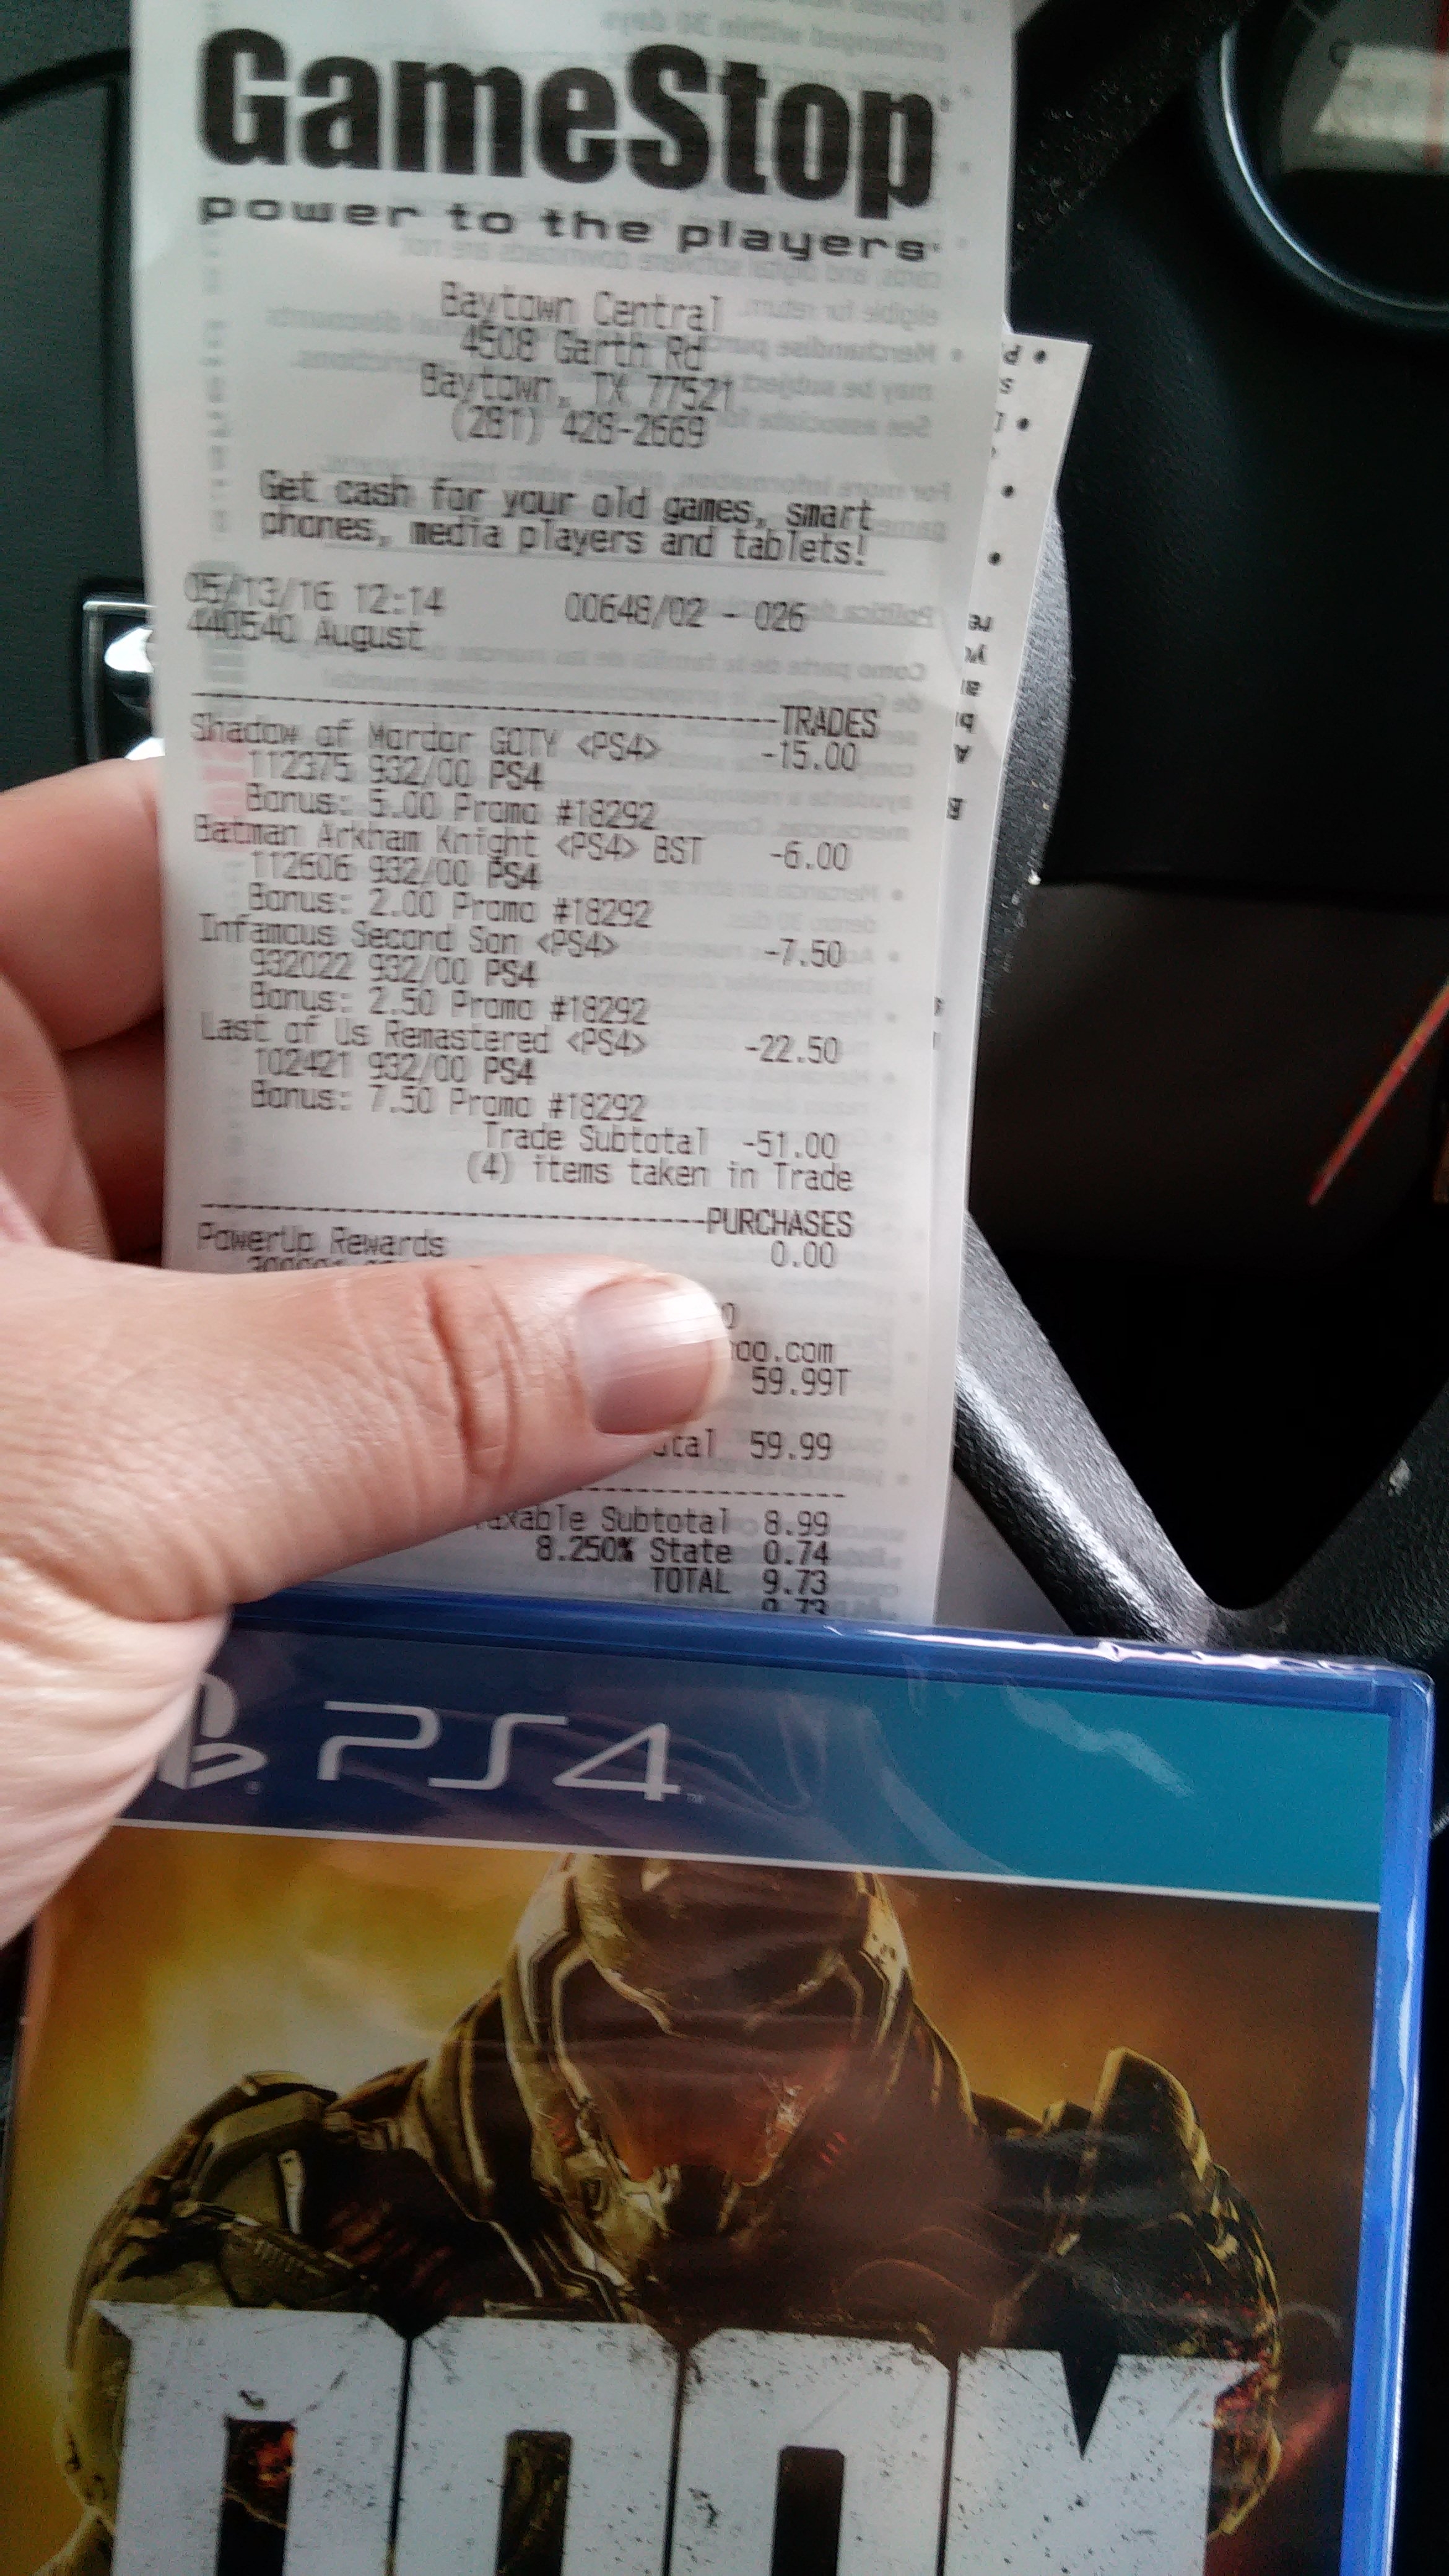 GameStop
power to the players
Baytown Central
4508 Garth Rd
Baytown, TX 77521
(281) 428-2669
Get cash for your old games, smart
phones, media players and tablets!
05/13/16 12:14 00648/02 - 026
440540 August
TRADES
Shadow of Mordor GOTY <PS4> -15.00
112375 932/00 PS4
Bonus: 5.00 Promo #18292
Batman Arkham Knight <PS4> BST -6.00
112606 932/00 PS4
Bonus: 2.00 Promo #18292
Infamous Second Son <PS4> -7.50
932022 932/00 PS4
Bonus: 2.50 Promo #18292
Last of Us Remastered <PS4> -22.50
102421 932/00 PS4
Bonus: 7.50 Promo #18292
Trade Subtotal -51.00
(4) items taken in Trade
PURCHASES
PowerUp Rewards 0.00
.com
59.99T
59.99
Subtotal 8.99
8.250% State 0.74
TOTAL 9.73
9.73
PS4
DOOM